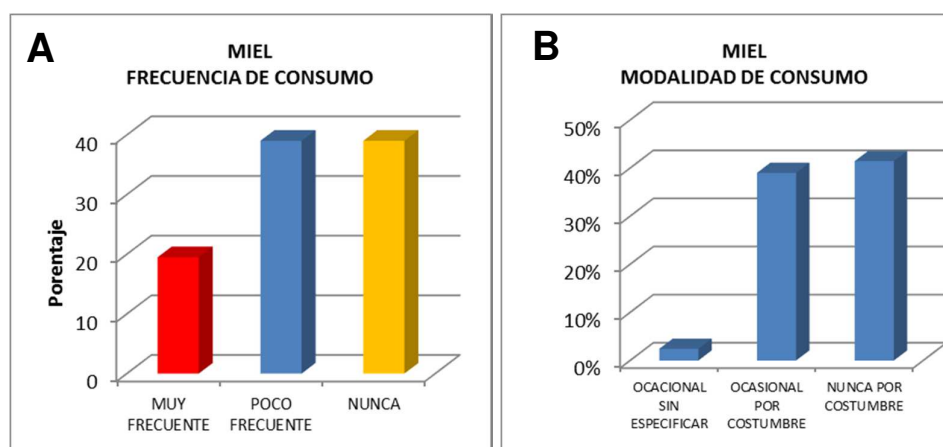 A
MIEL
FRECUENCIA DE CONSUMO
Porentaje
40
30
20
10
0
MUY
FRECUENTE
POCO
FRECUENTE
NUNCA
B
MIEL
MODALIDAD DE CONSUMO
50%
40%
30%
20%
10%
0%
OCACIONAL
SIN
ESPECIFICAR
OCASIONAL
POR
COSTUMBRE
NUNCA POR
COSTUMBRE